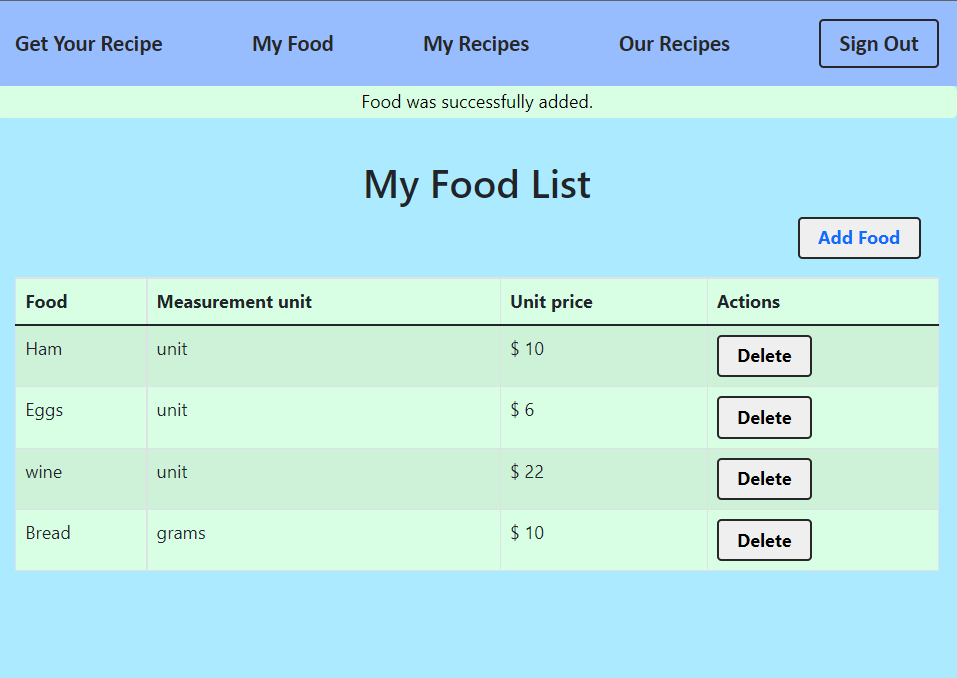 Get Your Recipe My Food My Recipes Our Recipes Sign Out
Food was successfully added.
My Food List
Add Food
Food Measurement unit Unit price Actions
Ham unit $ 10 Delete
Eggs unit $ 6 Delete
wine unit $ 22 Delete
Bread grams $ 10 Delete